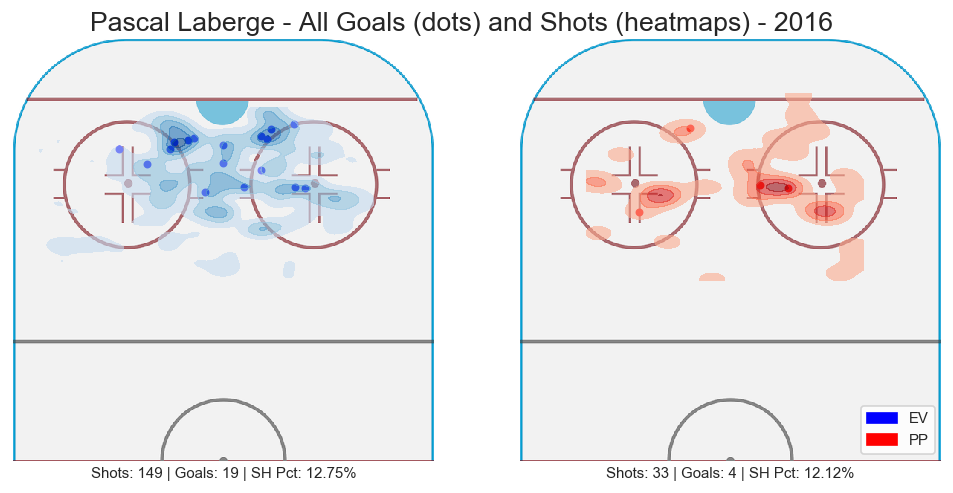 Pascal Laberge - All Goals (dots) and Shots (heatmaps) - 2016
EV
PP
Shots: 149 | Goals: 19 | SH Pct: 12.75%
Shots: 33 | Goals: 4 | SH Pct: 12.12%